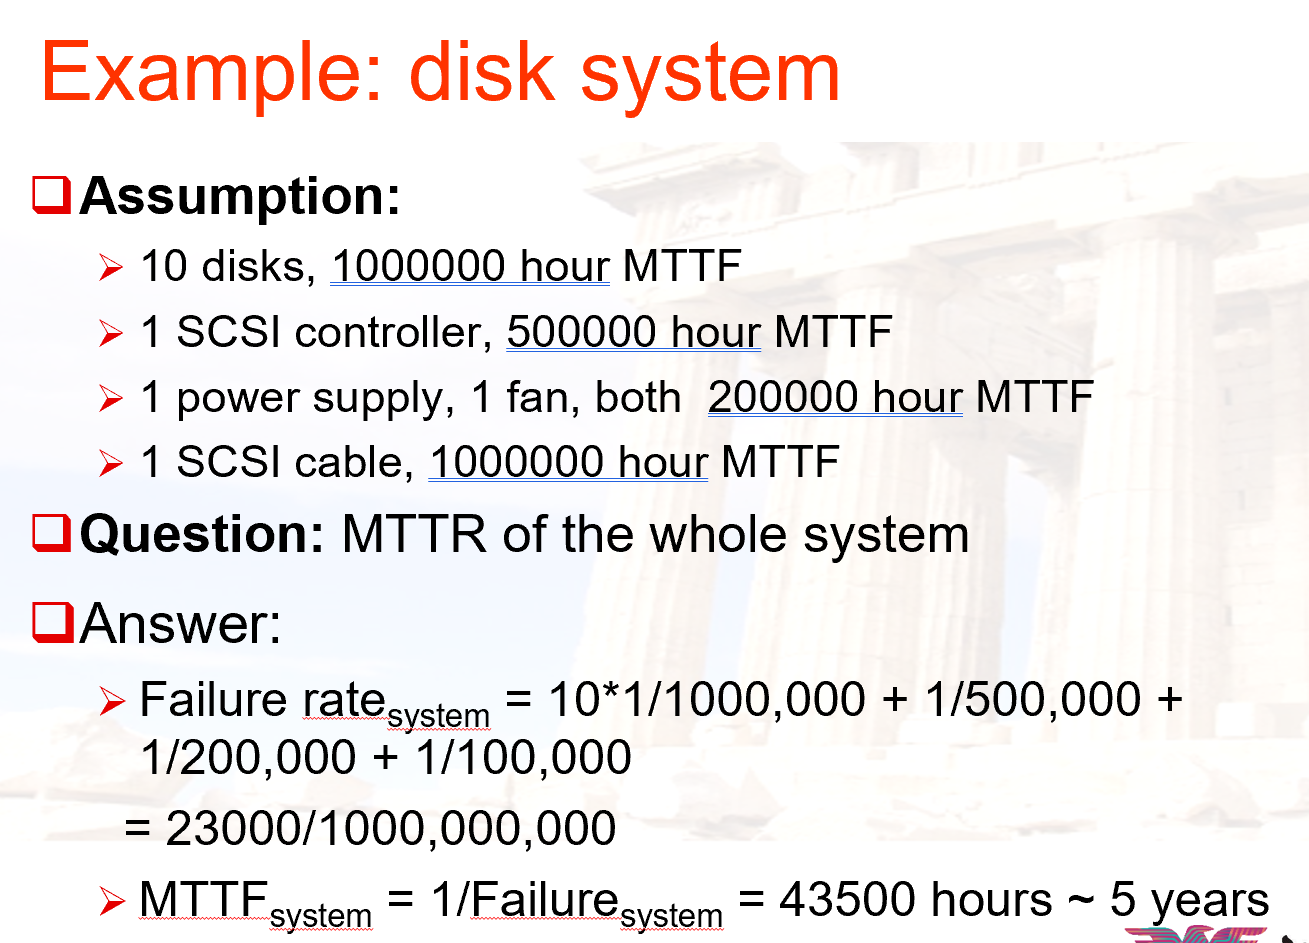 Example: disk system
Assumption:
10 disks, 1000000 hour MTTF
1 SCSI controller, 500000 hour MTTF
1 power supply, 1 fan, both 200000 hour MTTF
1 SCSI cable, 1000000 hour MTTF
Question: MTTR of the whole system
Answer:
Failure rate system = 10*1/1000,000 + 1/500,000 +
1/200,000 + 1/100,000
= 23000/1000,000,000
MTTF system = 1/Failure system = 43500 hours ~ 5 years